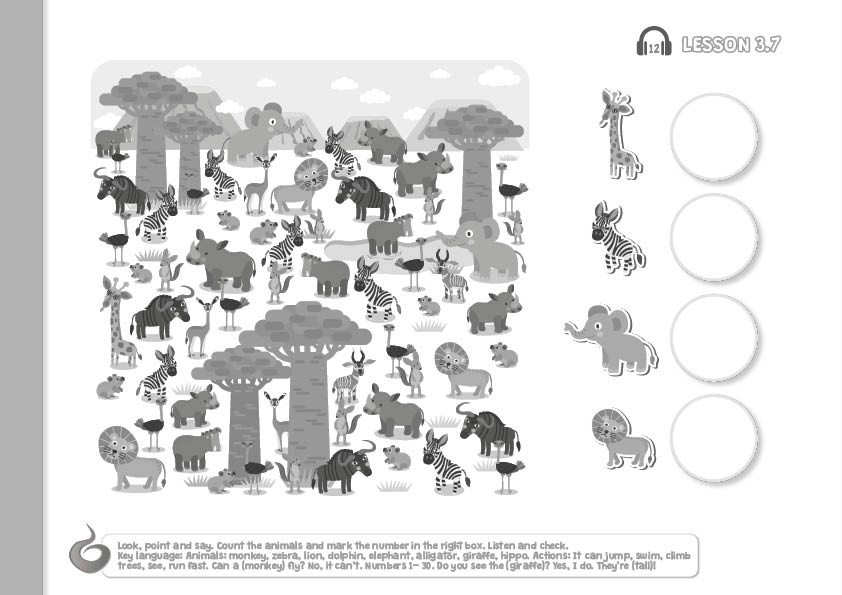 12
LESSON 3.7
Look, point and say. Count the animals and mark the number in the right box. Listen and check.
Key language: Animals: monkey, zebra, lion, dolphin, elephant, alligator, giraffe, hippo. Actions: It can jump, swim, climb
trees, see, run fast. Can a (monkey) fly? No, it can't. Numbers 1- 30. Do you see the (giraffe)? Yes, I do. They're (tall)!